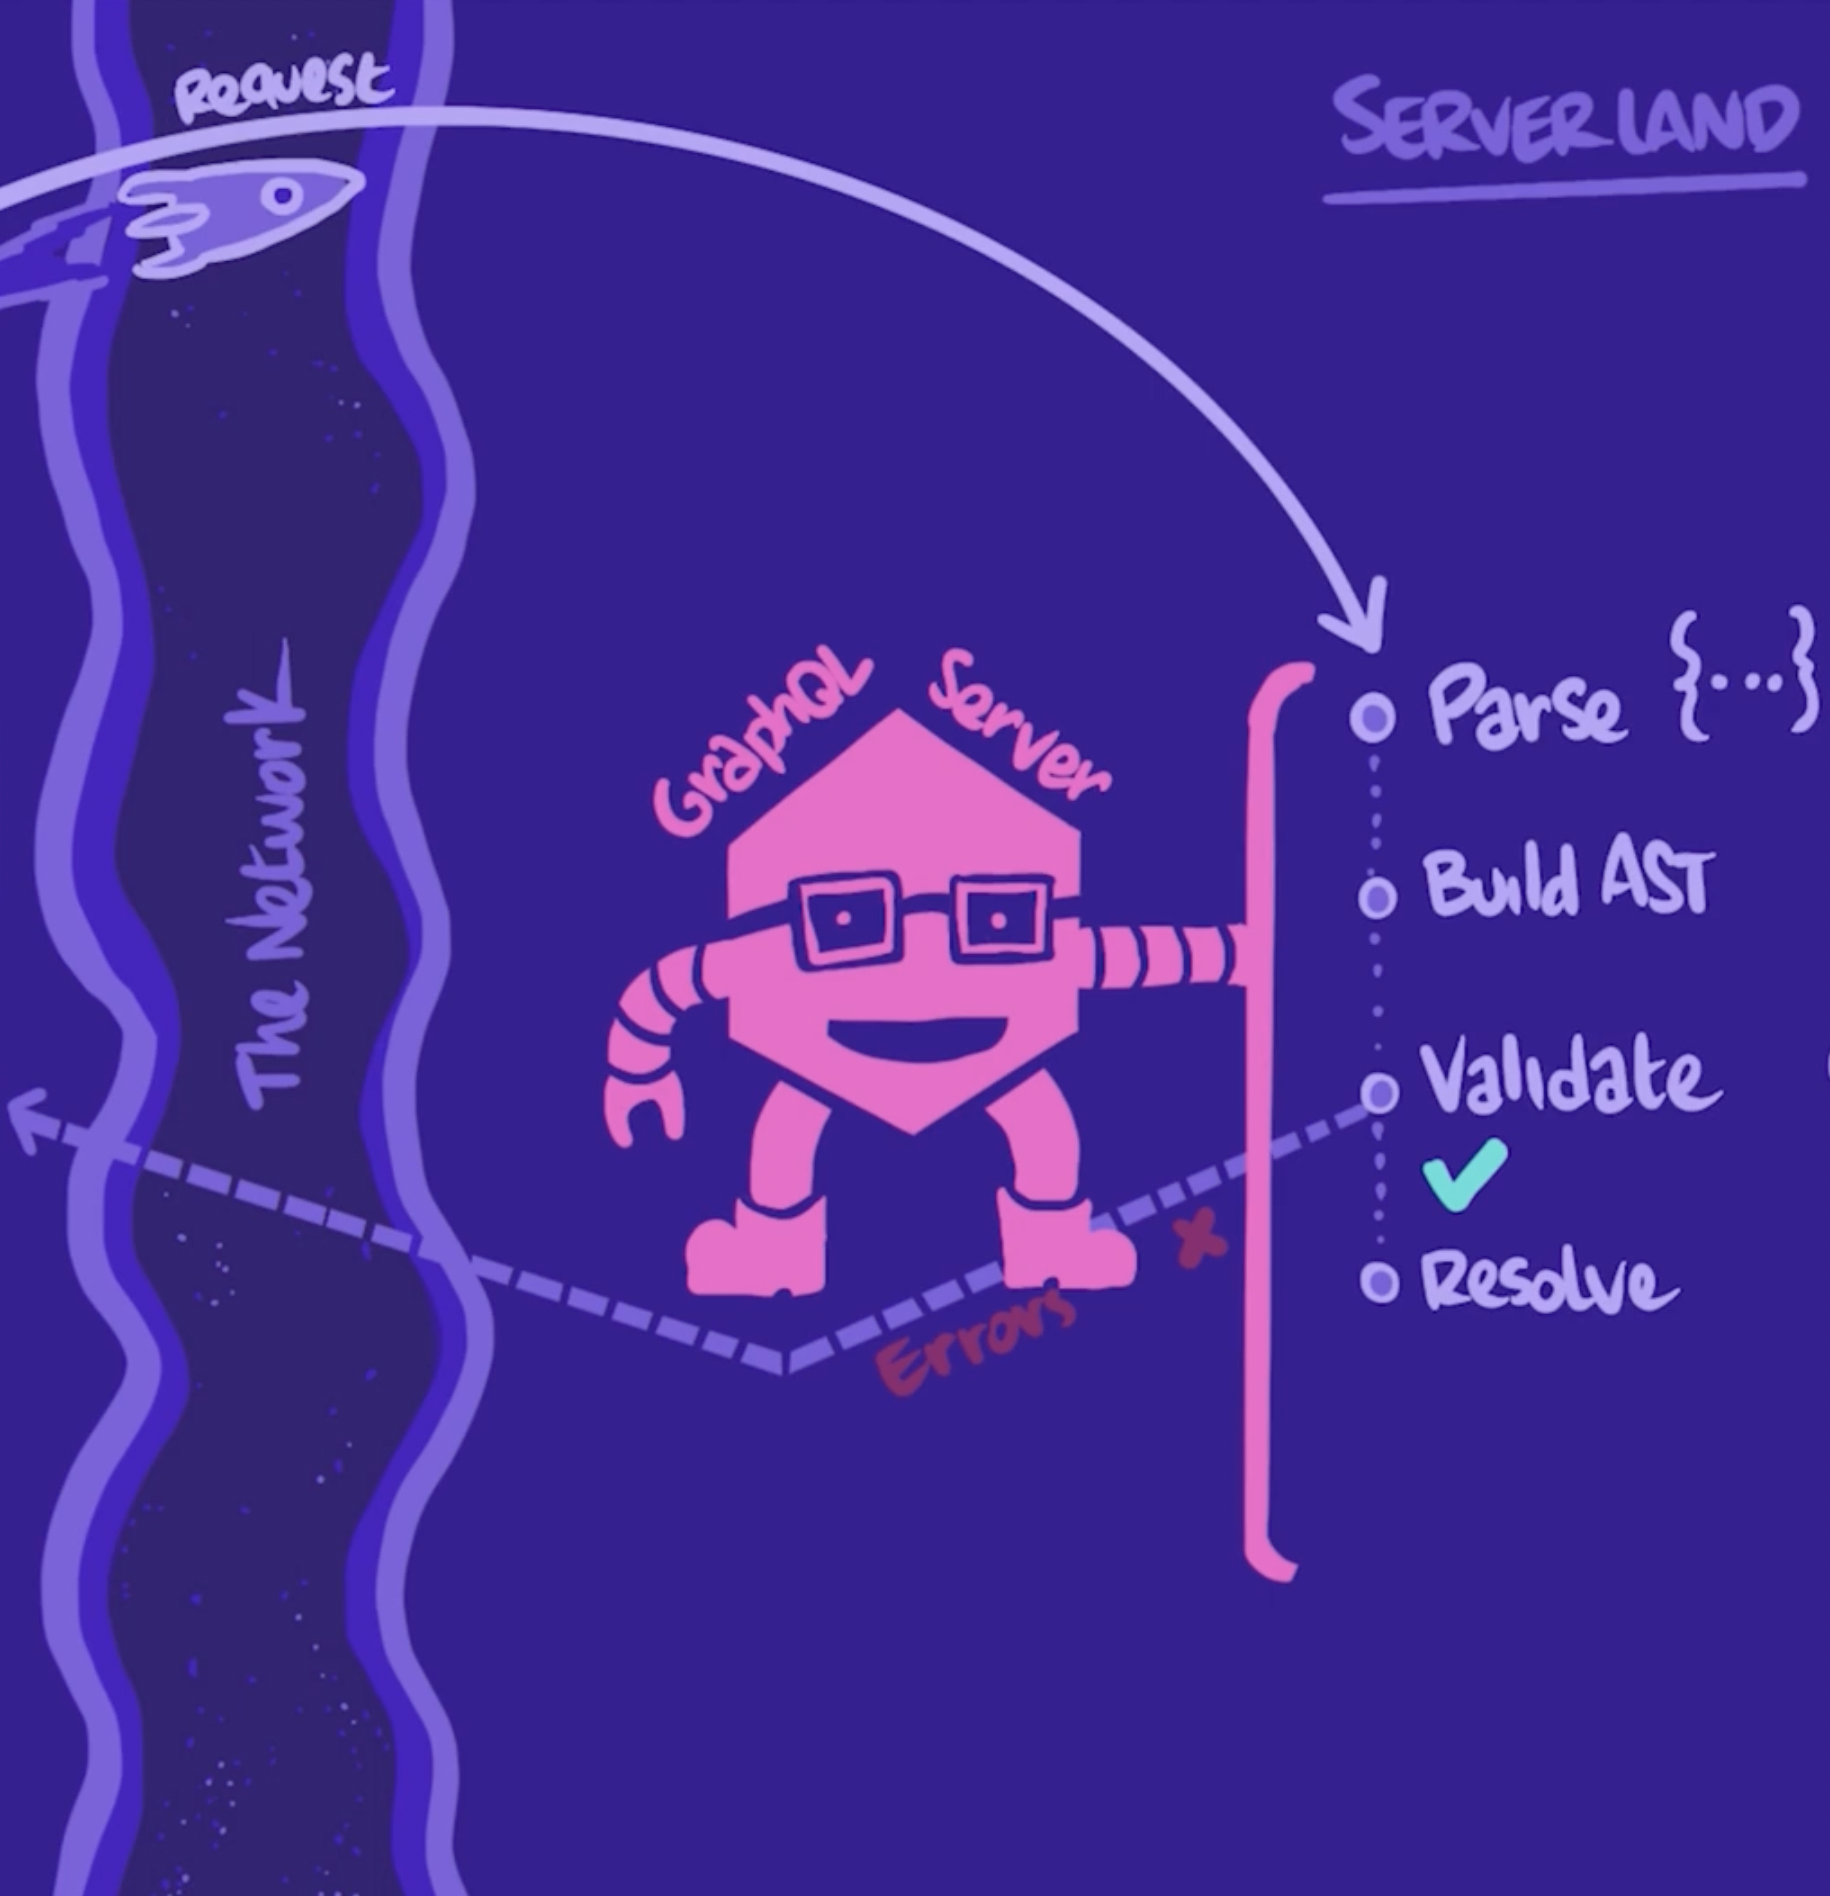 Request
SERVER LAND
The Network
GraphQL Server
Parse {...}
Build AST
Validate
Resolve
Errors